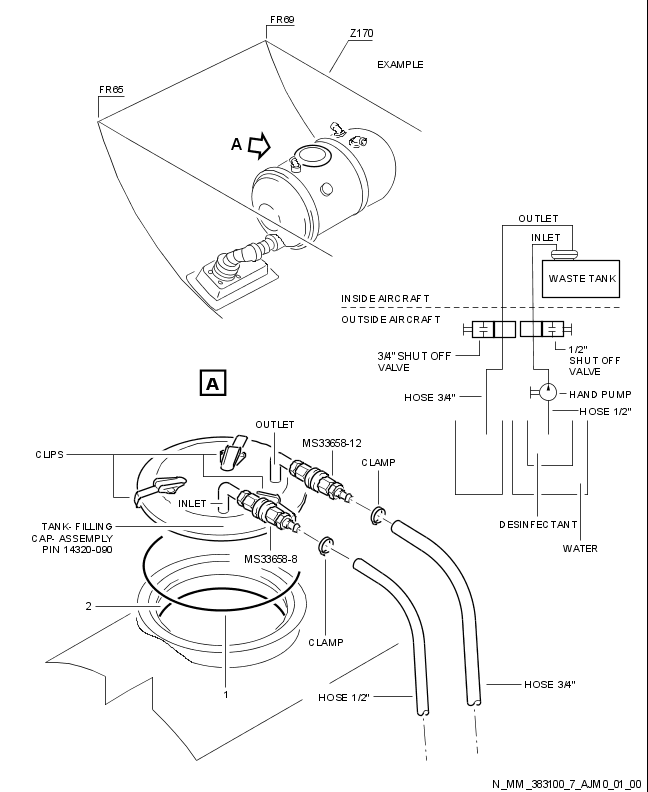 FR69
Z170
EXAMPLE
FR65
A
OUTLET
INLET
WASTE TANK
INSIDE AIRCRAFT
OUTSIDE AIRCRAFT
3/4" SHUT OFF
VALVE
1/2"
SHUT OFF
VALVE
HOSE 3/4"
HAND PUMP
HOSE 1/2"
DESINFECTANT
WATER
A
OUTLET
MS33658-12
CLIPS
CLAMP
INLET
TANK- FILLING
CAP- ASSEMBLY
PIN 14320-090
MS33658-8
2
CLAMP
1
HOSE 1/2"
HOSE 3/4"
N_MM_383100_7_AJM0_01_00